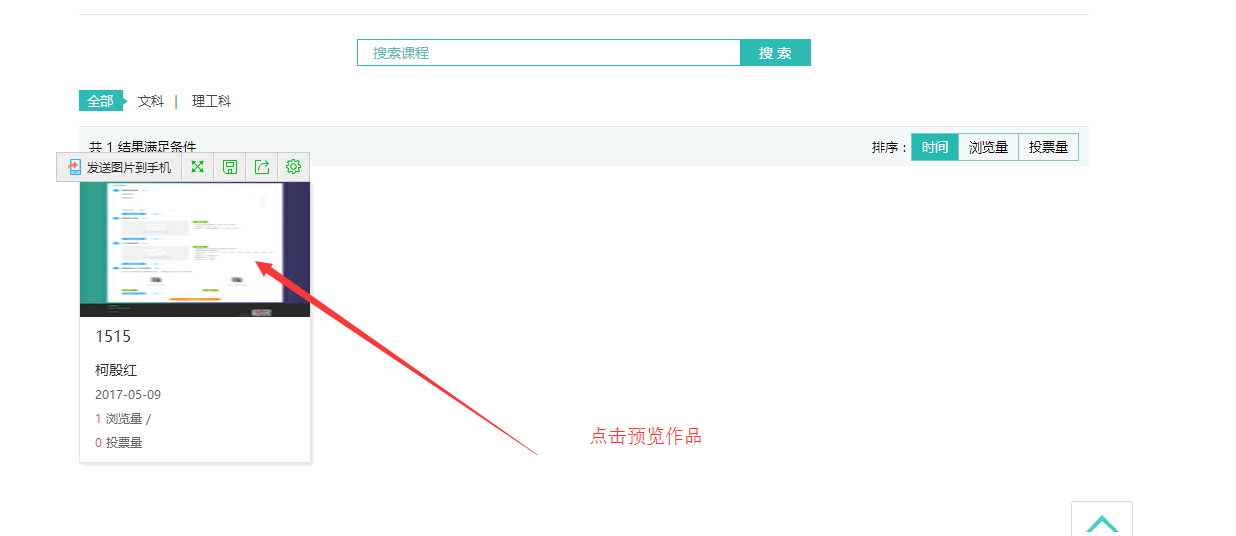 搜索课程
搜 索
全部 文科 | 理工科
共 1 结果满足条件
排序： 时间 浏览量 投票量
发送图片到手机
1515
柯殷红
2017-05-09
1 浏览量 /
0 投票量
点击预览作品